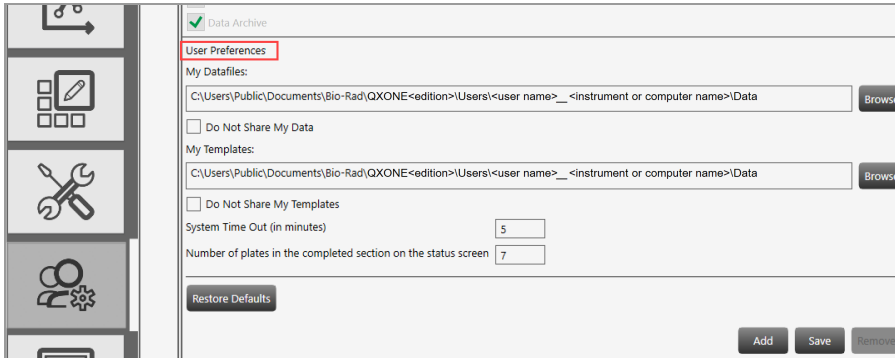 Data Archive
User Preferences
My Datafiles:
C:\Users\Public\Documents\Bio-Rad\QXONE<edition>\Users\<user name>__ <instrument or computer name>\Data
Browse
Do Not Share My Data
My Templates:
C:\Users\Public\Documents\Bio-Rad\QXONE<edition>\Users\<user name>__ <instrument or computer name>\Data
Browse
Do Not Share My Templates
System Time Out (in minutes) 5
Number of plates in the completed section on the status screen 7
Restore Defaults
Add Save Remove